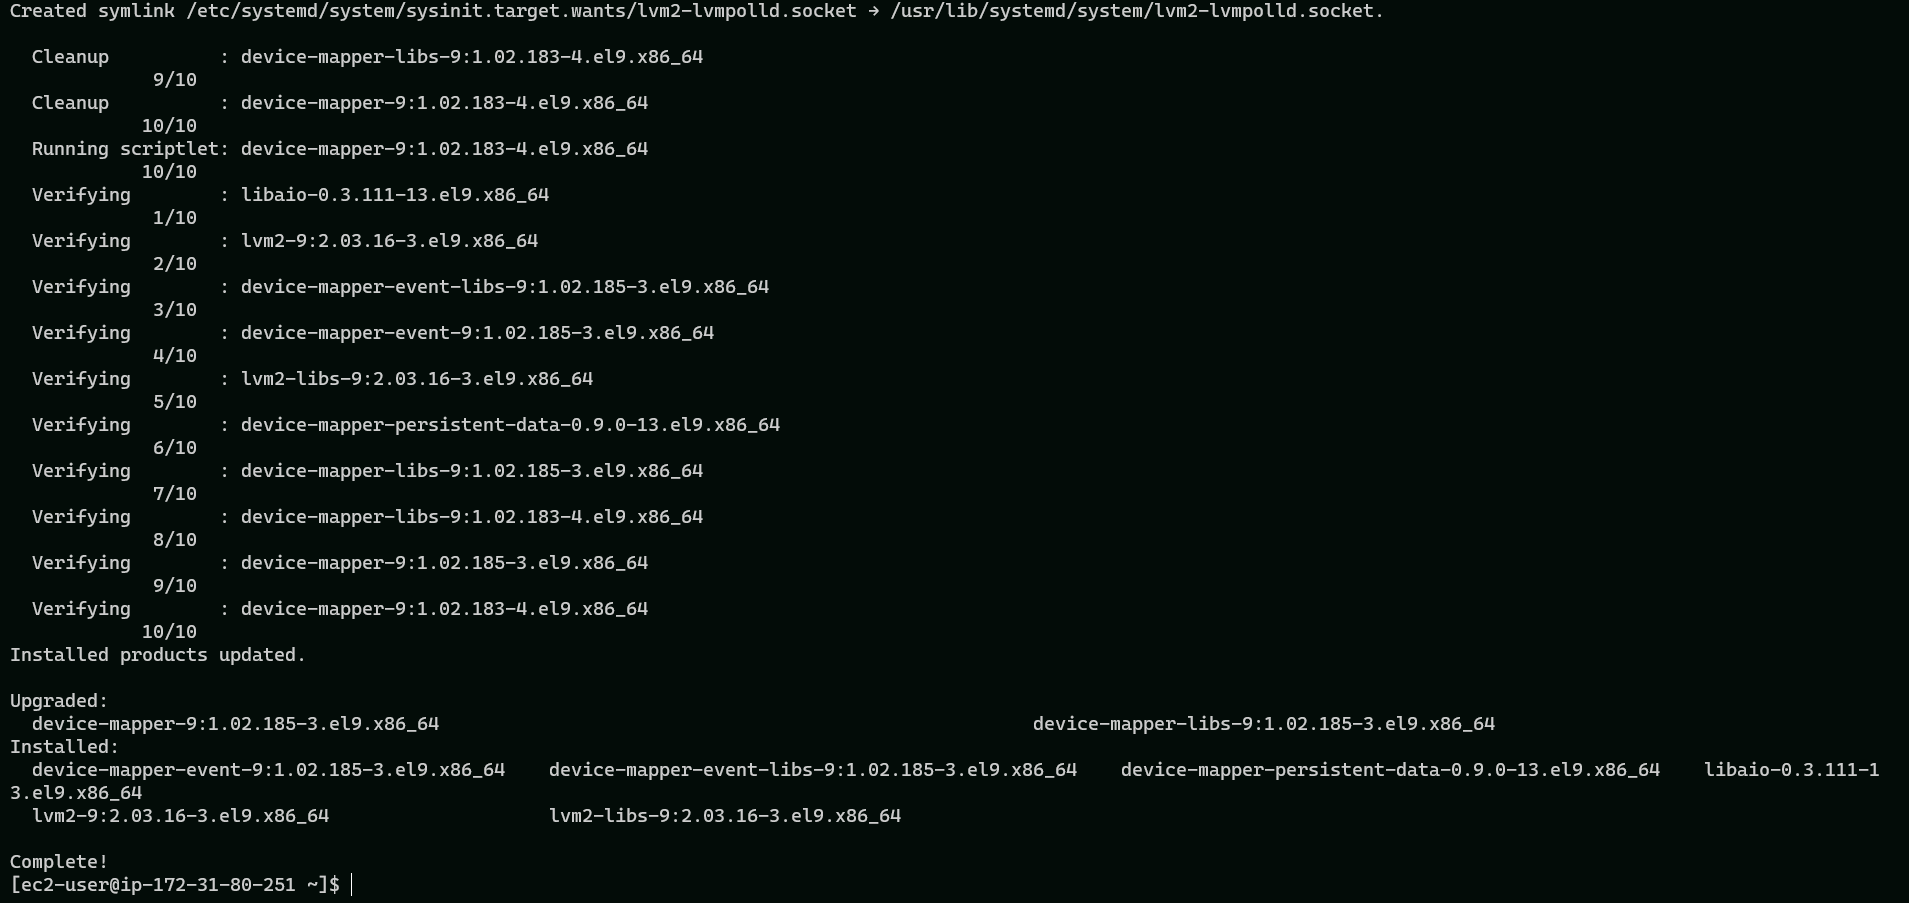 Created symlink /etc/systemd/system/sysinit.target.wants/lvm2-lvmpolld.socket → /usr/lib/systemd/system/lvm2-lvmpolld.socket.
Cleanup : device-mapper-libs-9:1.02.183-4.el9.x86_64
9/10
Cleanup : device-mapper-9:1.02.183-4.el9.x86_64
10/10
Running scriptlet: device-mapper-9:1.02.183-4.el9.x86_64
10/10
Verifying : libaio-0.3.111-13.el9.x86_64
1/10
Verifying : lvm2-9:2.03.16-3.el9.x86_64
2/10
Verifying : device-mapper-event-libs-9:1.02.185-3.el9.x86_64
3/10
Verifying : device-mapper-event-9:1.02.185-3.el9.x86_64
4/10
Verifying : lvm2-libs-9:2.03.16-3.el9.x86_64
5/10
Verifying : device-mapper-persistent-data-0.9.0-13.el9.x86_64
6/10
Verifying : device-mapper-libs-9:1.02.185-3.el9.x86_64
7/10
Verifying : device-mapper-libs-9:1.02.183-4.el9.x86_64
8/10
Verifying : device-mapper-9:1.02.185-3.el9.x86_64
9/10
Verifying : device-mapper-9:1.02.183-4.el9.x86_64
10/10
Installed products updated.
Upgraded:
device-mapper-9:1.02.185-3.el9.x86_64 device-mapper-libs-9:1.02.185-3.el9.x86_64
Installed:
device-mapper-event-9:1.02.185-3.el9.x86_64 device-mapper-event-libs-9:1.02.185-3.el9.x86_64 device-mapper-persistent-data-0.9.0-13.el9.x86_64 libaio-0.3.111-1
3.el9.x86_64
lvm2-9:2.03.16-3.el9.x86_64 lvm2-libs-9:2.03.16-3.el9.x86_64
Complete!
[ec2-user@ip-172-31-80-251 ~]$